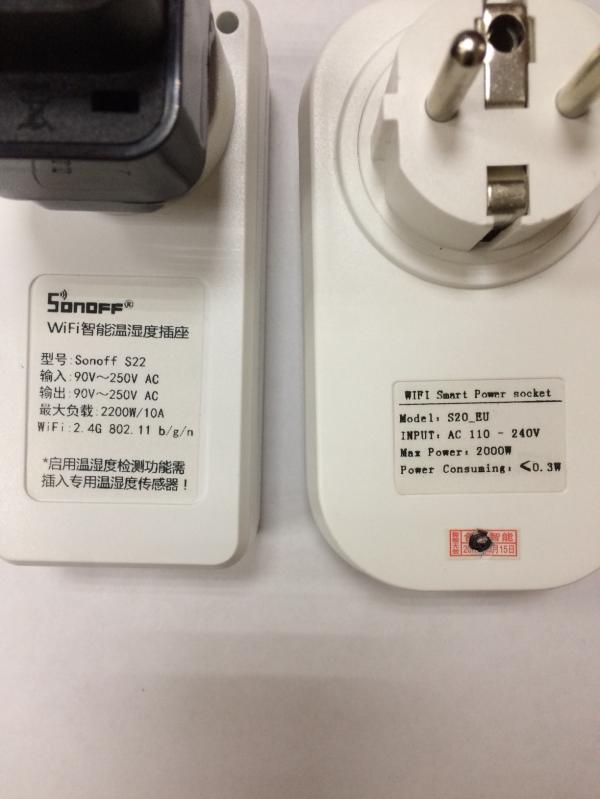 SonOFF®
WiFi智能温湿度插座
型号:Sonoff S22
输入:90V～250V AC
输出:90V～250V AC
最大负载:2200W/10A
WiFi:2.4G 802.11 b/g/n
*启用温湿度检测功能需
插入专用温湿度传感器！
WIFI Smart Power socket
Model: S20_EU
INPUT: AC 110 - 240V
Max Power: 2000W
Power Consuming: <0.3W
智能
月15日